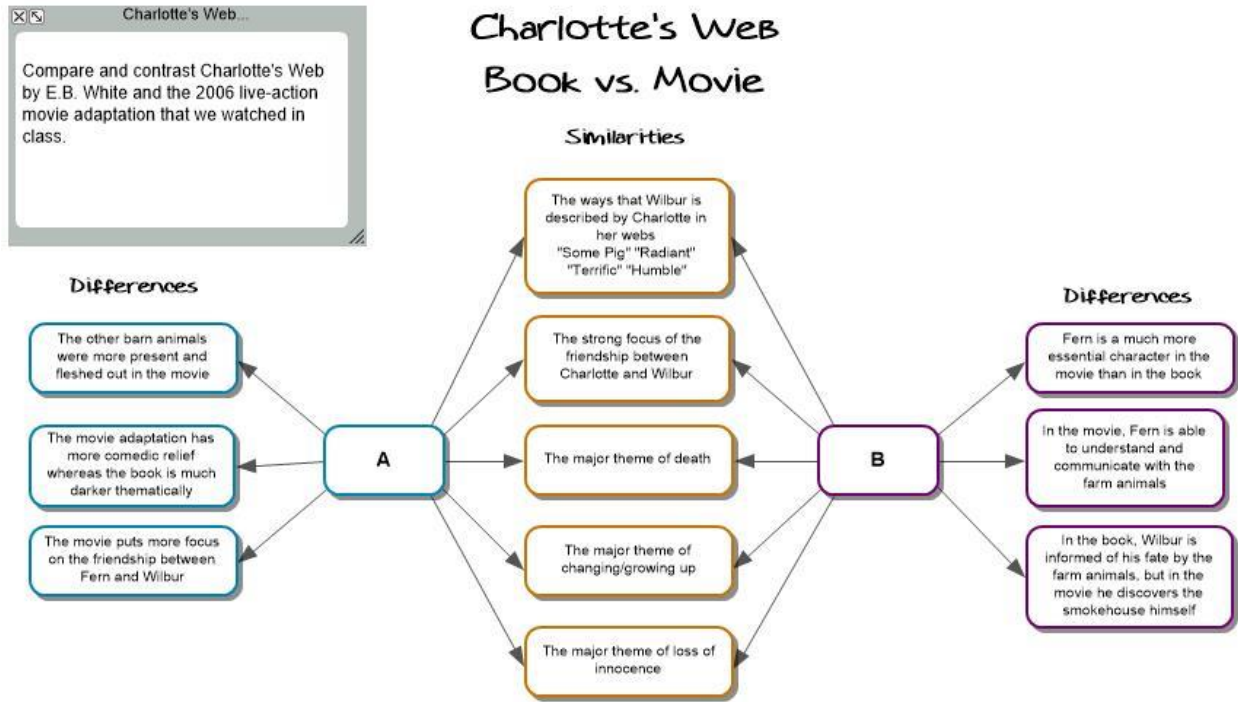 Charlotte's Web...
Compare and contrast Charlotte's Web
by E.B. White and the 2006 live-action
movie adaptation that we watched in
class.
Charlotte's Web
Book vs. Movie
Similarities
The ways that Wilbur is
described by Charlotte in
her webs
"Some Pig" "Radiant"
"Terrific" "Humble"
The strong focus of the
friendship between
Charlotte and Wilbur
The major theme of death
The major theme of
changing/growing up
The major theme of loss of
innocence
Differences
The other barn animals
were more present and
fleshed out in the movie
The movie adaptation has
more comedic relief
whereas the book is much
darker thematically
The movie puts more focus
on the friendship between
Fern and Wilbur
A
B
Differences
Fern is a much more
essential character in the
movie than in the book
In the movie, Fern is able
to understand and
communicate with the
farm animals
In the book, Wilbur is
informed of his fate by the
farm animals, but in the
movie he discovers the
smokehouse himself